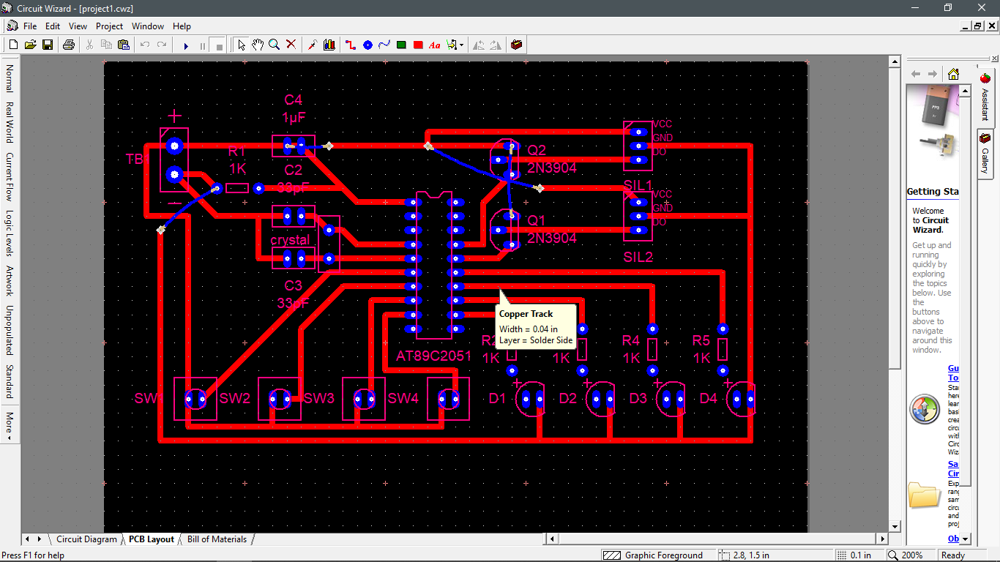 Circuit Wizard - [project1.cwz]
File Edit View Project Window Help
Aa
Normal
Real World
Current Flow
Logic Levels
Artwork
Unpopulated
Standard
More
C4
1µF
+
TB
R1
1K
C2
33pF
crystal
C3
33pF
Q2
2N3904
Q1
2N3904
VCC
GND
DO
SIL1
VCC
GND
DO
SIL2
AT89C2051
Copper Track
Width = 0.04 in
Layer = Solder Side
1K
1K
R4
1K
R5
1K
SW
SW2
SW3
SW4
+
D1
+
D2
+
D3
+
D4
Assistant
Gallery
PP3
Getting Sta
Welcome
to Circuit
Wizard.
Get up and
running
quickly by
exploring
the topics
below. Use
the
buttons
above to
navigate
around this
window.
Gu
To
Star
here
lear
basi
crea
circ
with
Circ
Wiz
Sa
Cir
Exp
rang
sam
circ
and
proj
Ob
Circuit Diagram PCB Layout Bill of Materials
Press F1 for help Graphic Foreground 2.8, 1.5 in 0.1 in 200% Ready